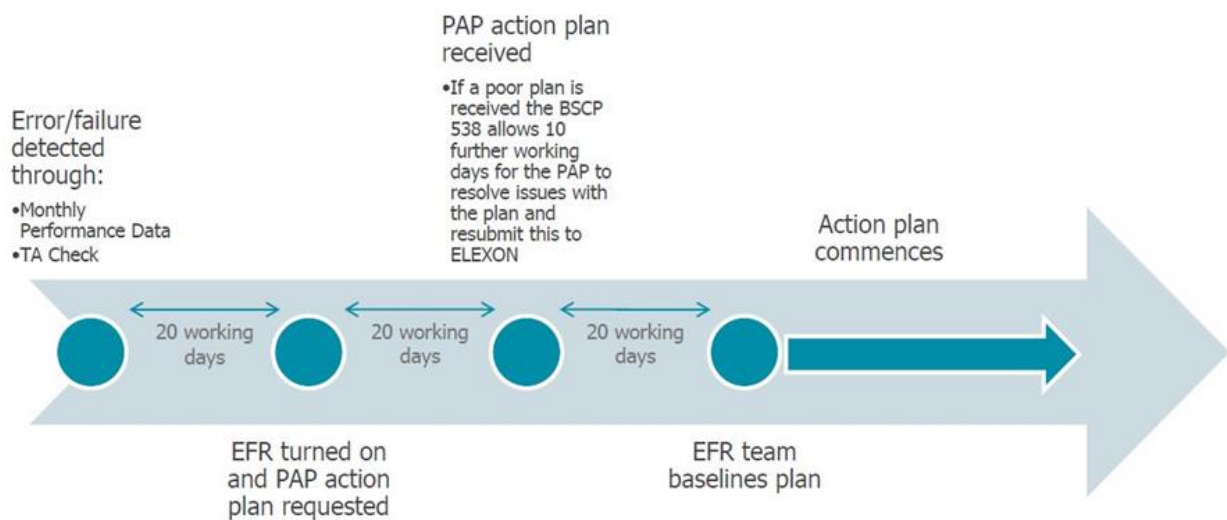 Error/failure
detected
through:
•Monthly
Performance Data
•TA Check
20 working
days
EFR turned on
and PAP action
plan requested
20 working
days
PAP action plan
received
•If a poor plan is
received the BSCP
538 allows 10
further working
days for the PAP to
resolve issues with
the plan and
resubmit this to
ELEXON
20 working
days
EFR team
baselines plan
Action plan
commences